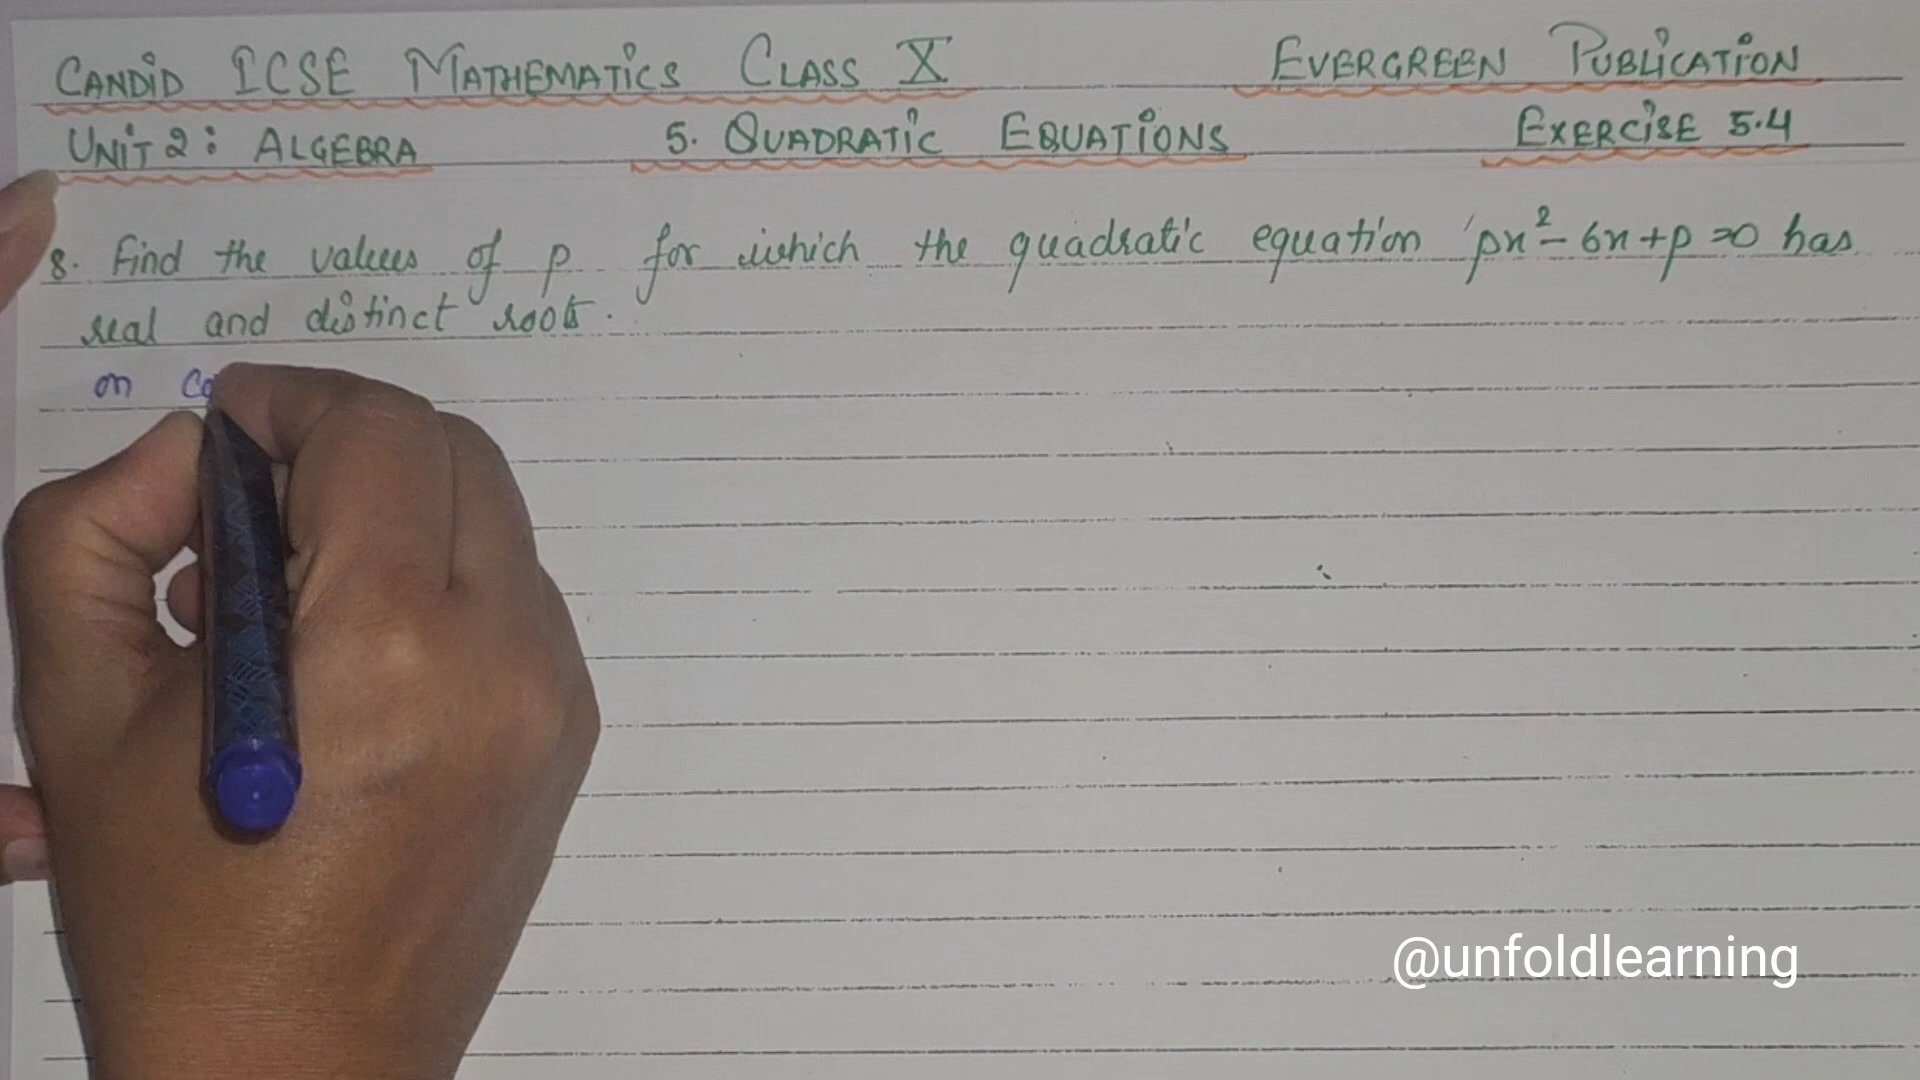 CANDID ICSE MATHEMATICS CLASS X EVERGREEN PUBLICATION
UNIT 2: ALGEBRA 5. QUADRATIC EQUATIONS EXERCISE 5.4
8. Find the values of p for which the quadratic equation px²-6x+p=0 has
real and distinct roots.
on Co
@unfoldlearning